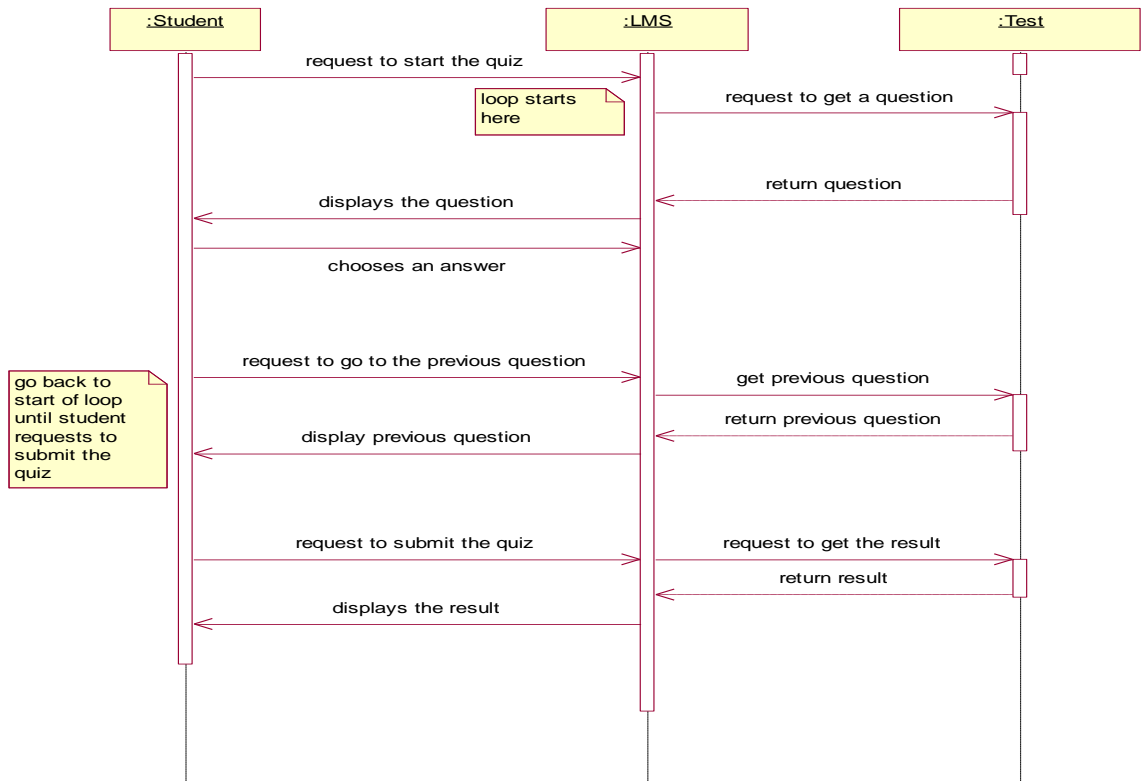 :Student
:LMS
:Test
request to start the quiz
loop starts
here
request to get a question
return question
displays the question
chooses an answer
request to go to the previous question
go back to
start of loop
until student
requests to
submit the
quiz
get previous question
return previous question
display previous question
request to submit the quiz
request to get the result
return result
displays the result